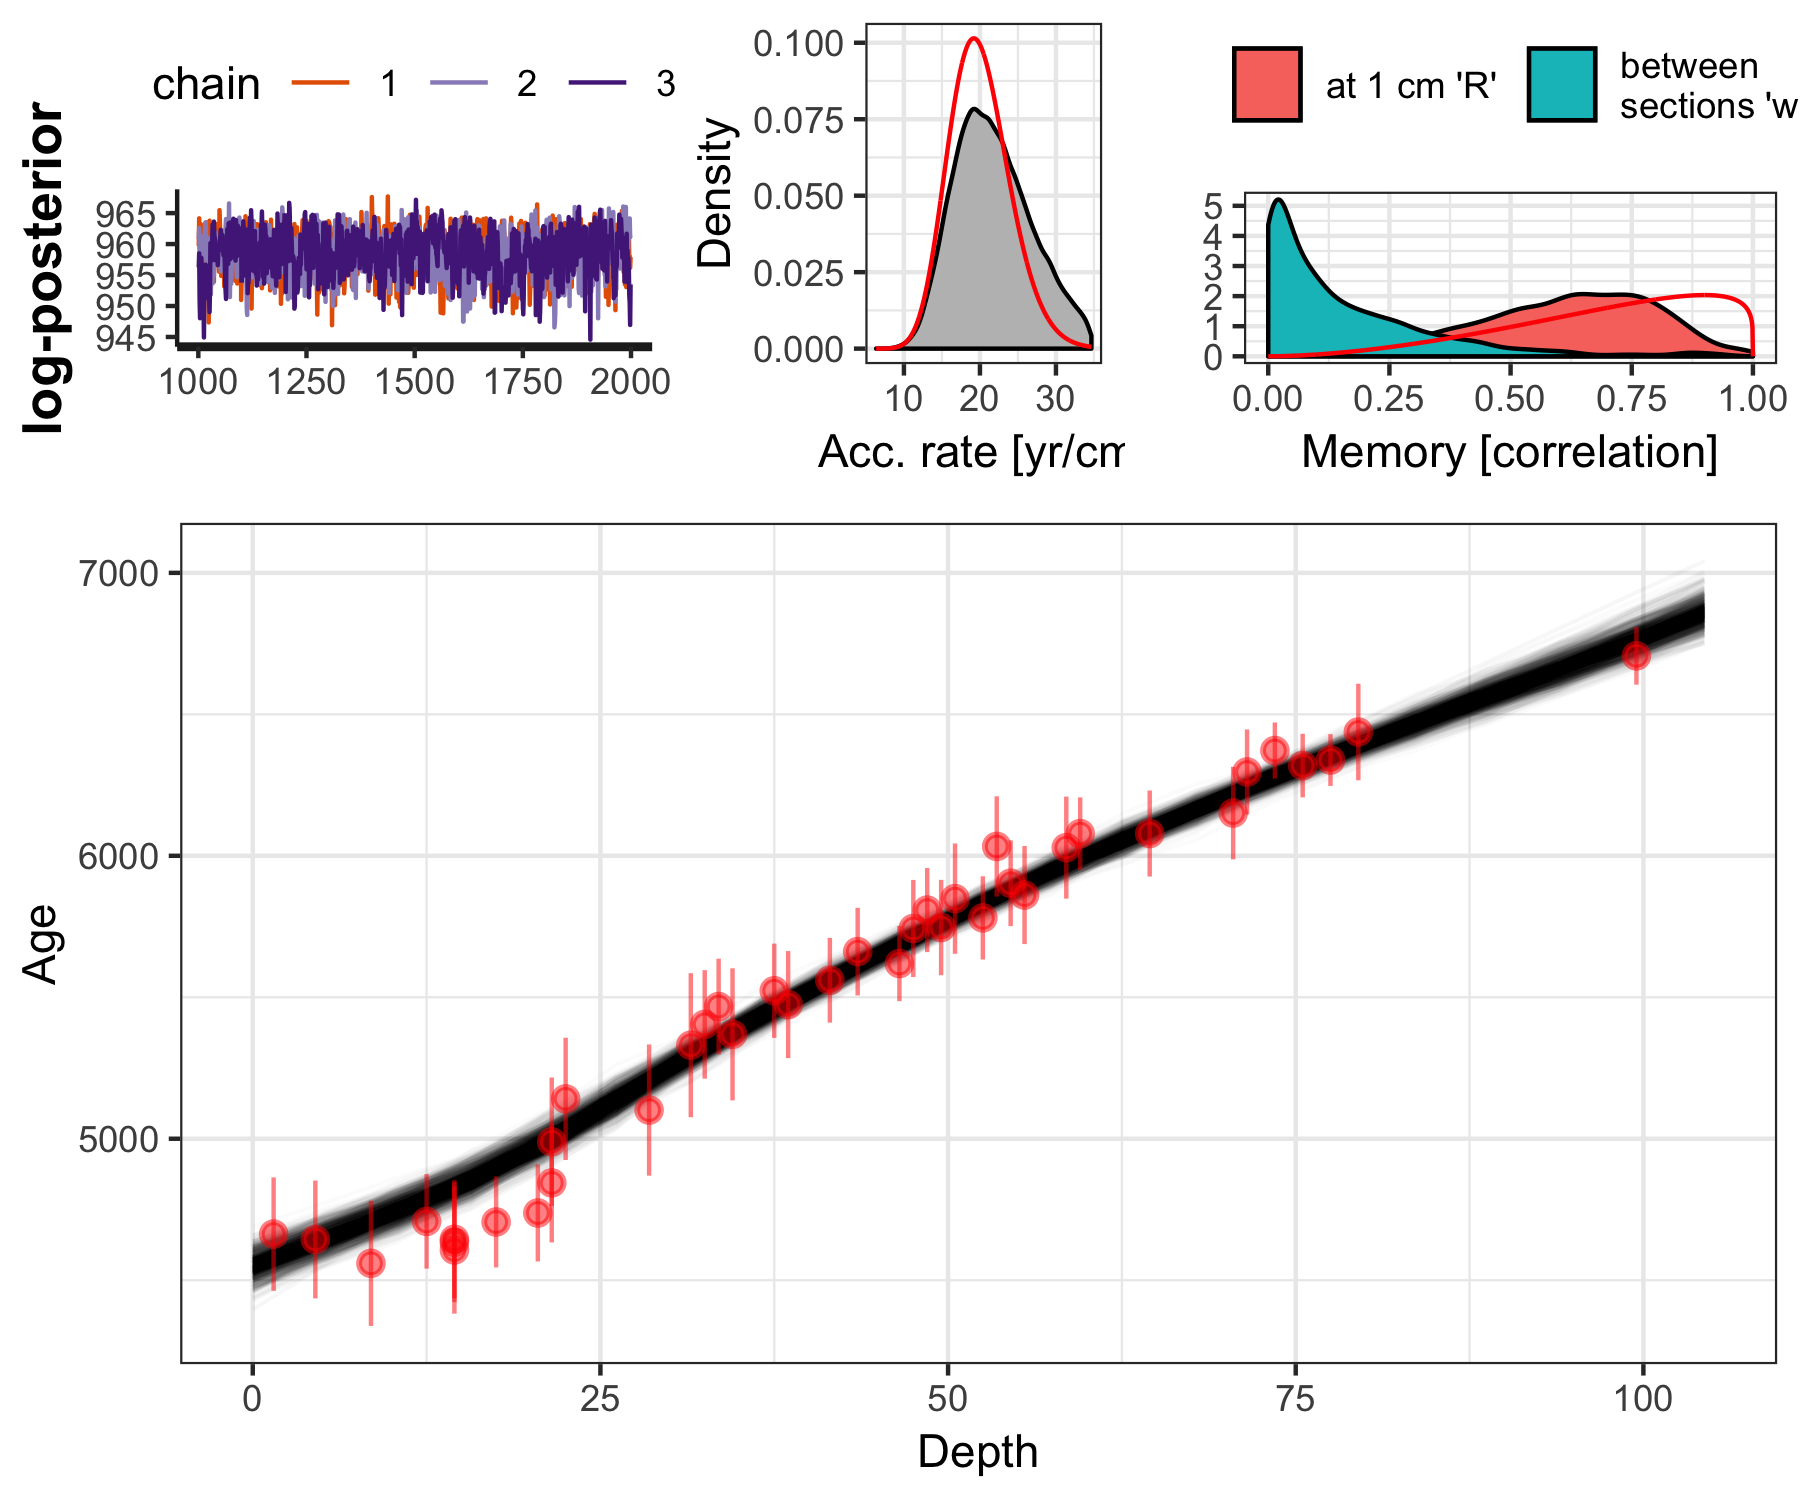 chain 1 2 3
log-posterior
965
960
955
950
945
1000 1250 1500 1750 2000
Density
0.100
0.075
0.050
0.025
0.000
10 20 30
Acc. rate [yr/cm
at 1 cm 'R'
between
sections 'w
5
4
3
2
1
0
0.00 0.25 0.50 0.75 1.00
Memory [correlation]
Age
7000
6000
5000
0 25 50 75 100
Depth